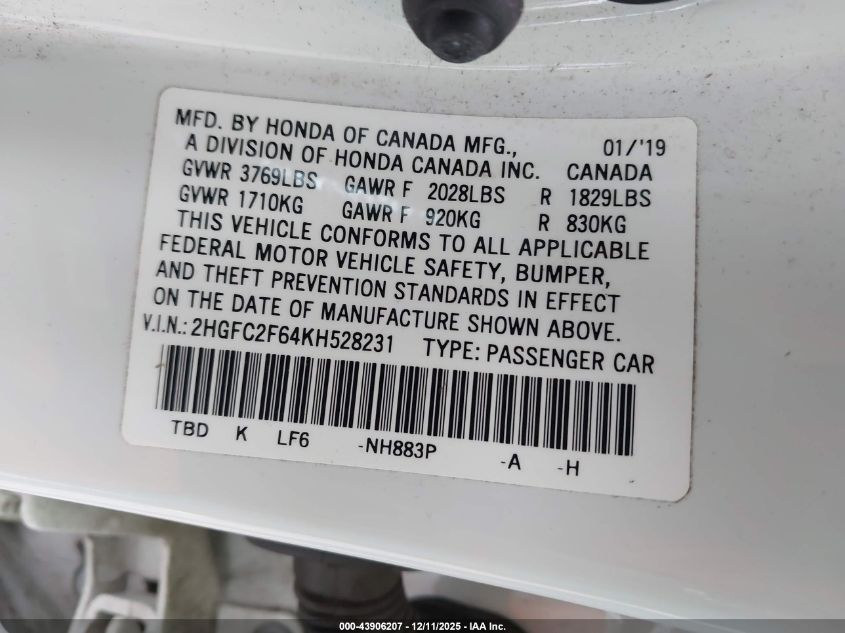 MFD. BY HONDA OF CANADA MFG., 01/'19
A DIVISION OF HONDA CANADA INC. CANADA
GVWR 3769LBS GAWR F 2028LBS R 1829LBS
GVWR 1710KG GAWR F 920KG R 830KG
THIS VEHICLE CONFORMS TO ALL APPLICABLE
FEDERAL MOTOR VEHICLE SAFETY, BUMPER,
AND THEFT PREVENTION STANDARDS IN EFFECT
ON THE DATE OF MANUFACTURE SHOWN ABOVE.
V.I.N.: 2HGFC2F64KH528231 TYPE: PASSENGER CAR
TBD K LF6 -NH883P -A -H
000-43906207 - 12/11/2025 - IAA Inc.